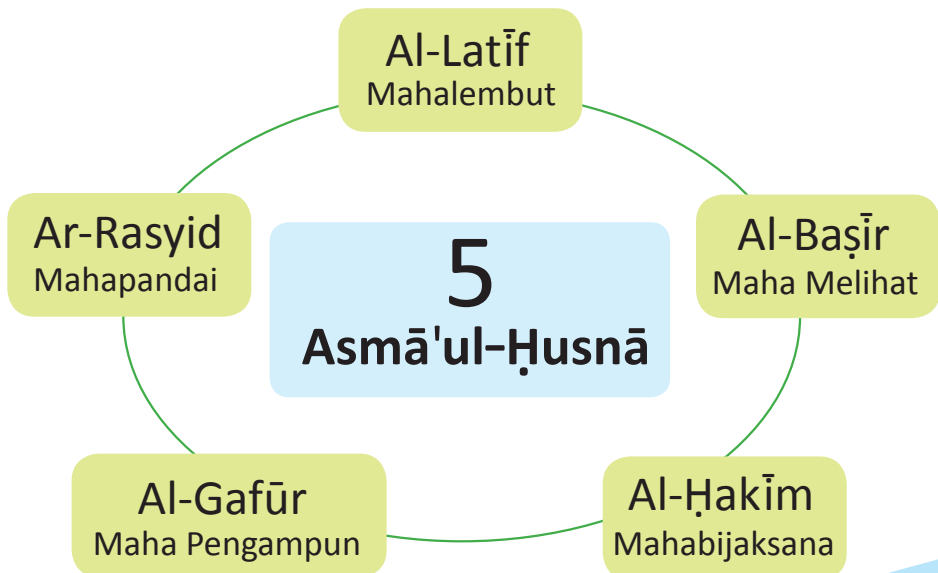 Al-Latīf
Mahalembut
Ar-Rasyid
Mahapandai
5
Asmā'ul-Ḥusnā
Al-Baṣīr
Maha Melihat
Al-Gafūr
Maha Pengampun
Al-Ḥakīm
Mahabijaksana